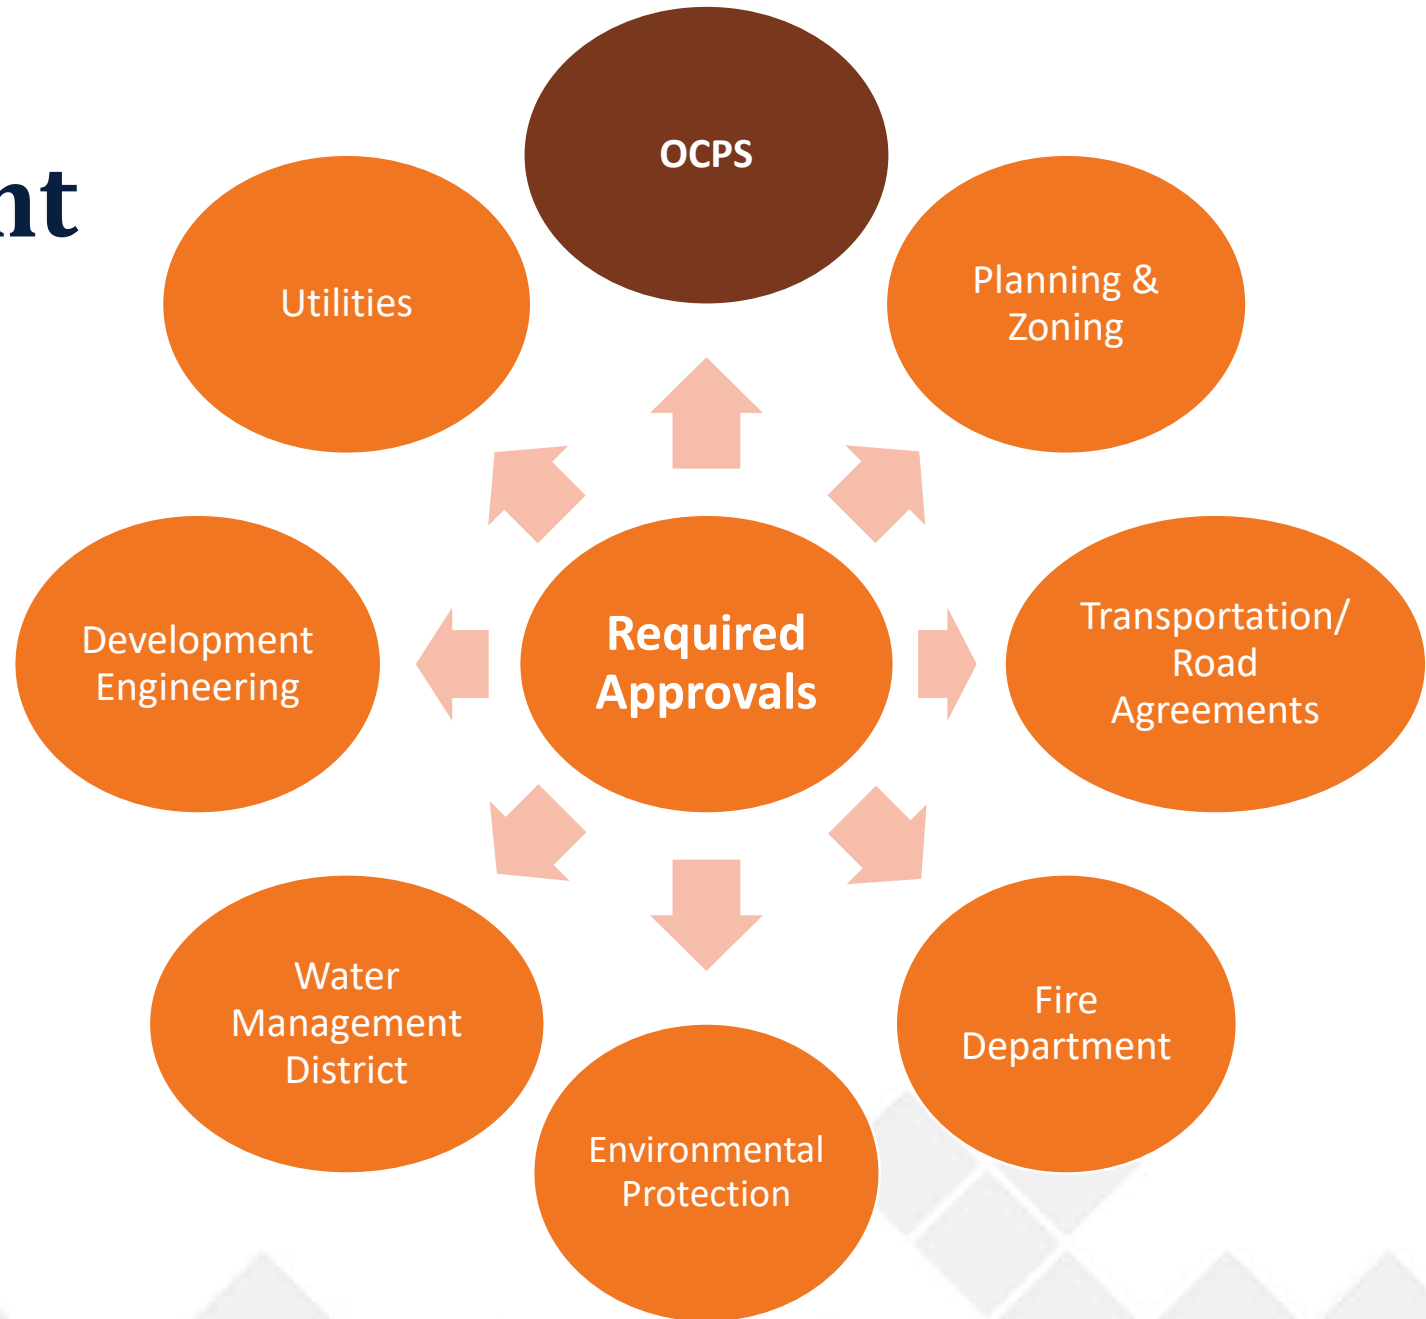 nt
OCPS
Planning &
Zoning
Transportation/
Road
Agreements
Fire
Department
Environmental
Protection
Water
Management
District
Development
Engineering
Utilities
Required
Approvals